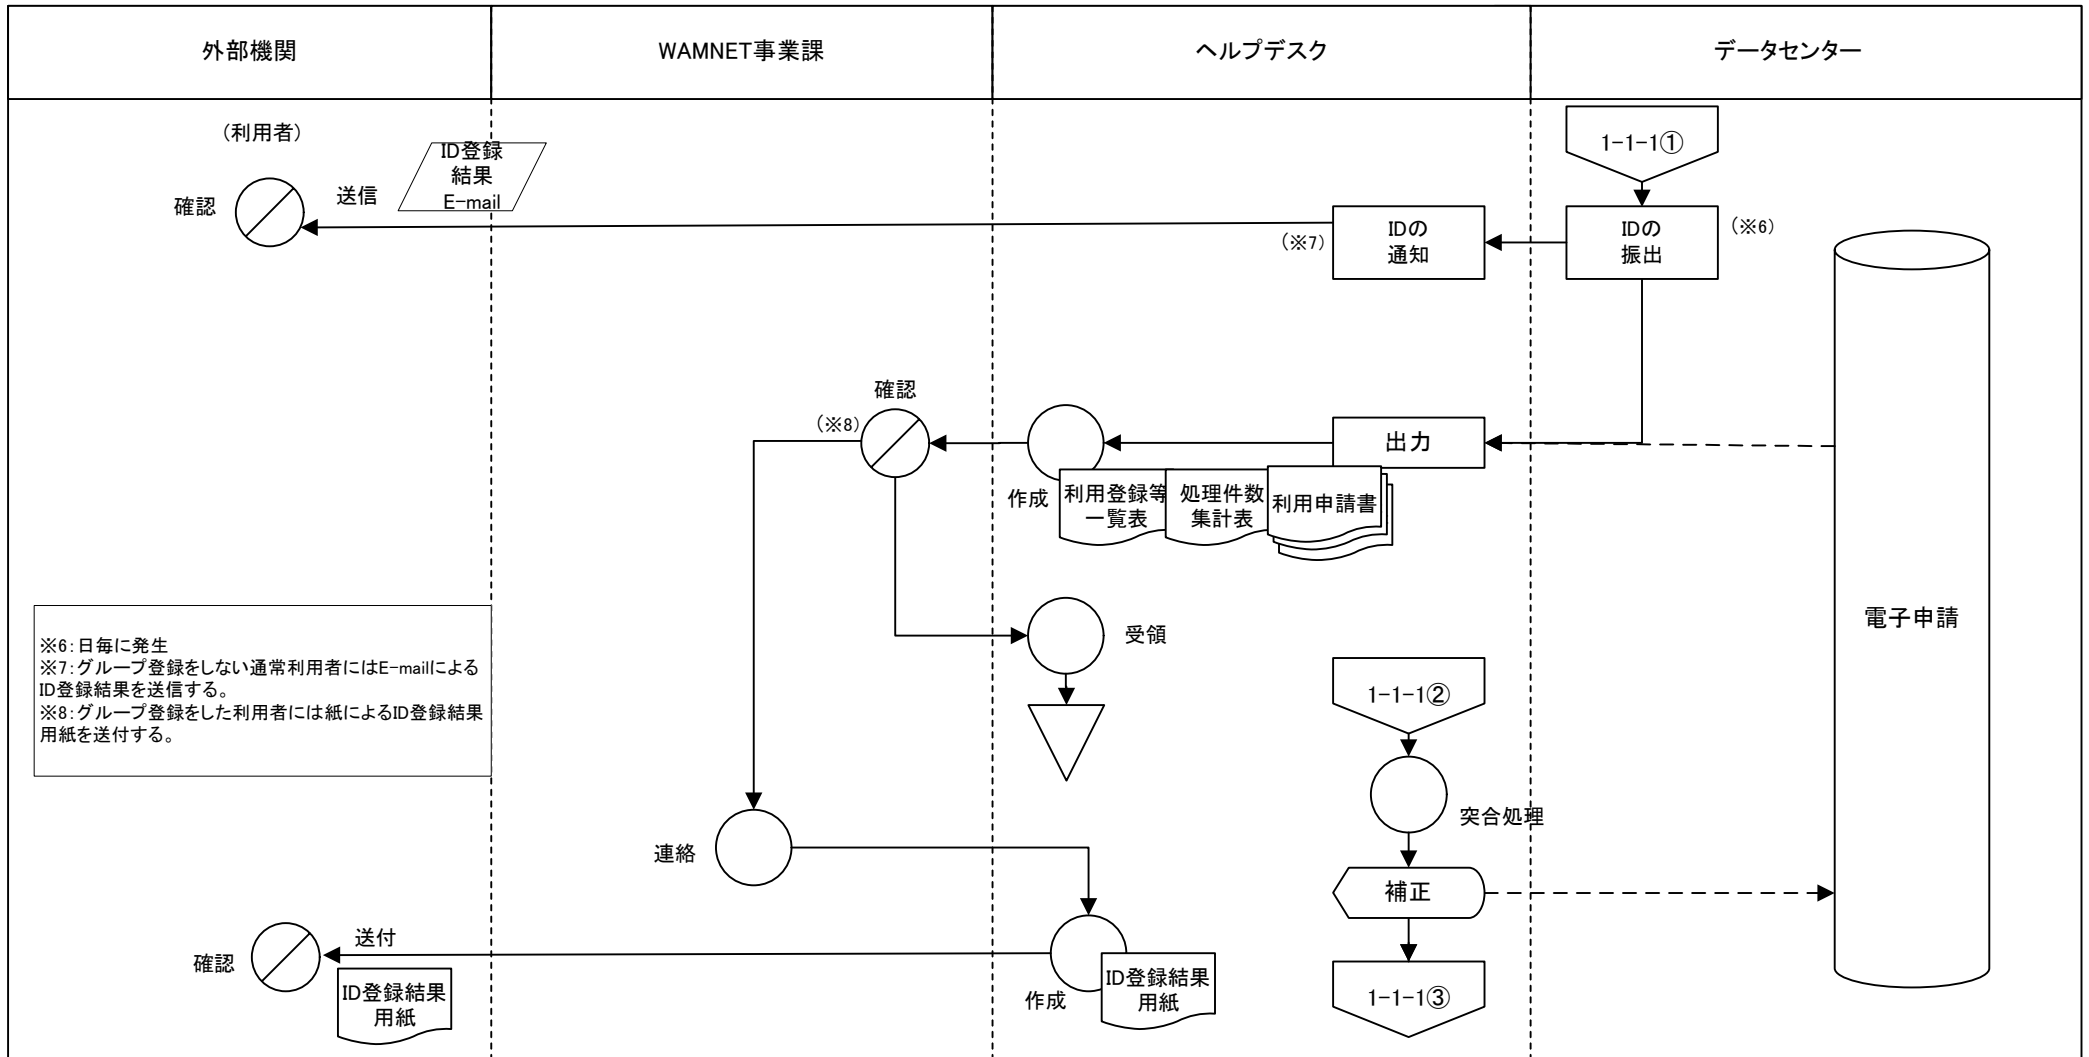 外部機関
WAMNET事業課
ヘルプデスク
データセンター
(利用者)
確認
送信
ID登録
結果
E-mail
(※7)
IDの
通知
1-1-1①
IDの
振出
(※6)
確認
(※8)
作成
利用登録等
一覧表
処理件数
集計表
利用申請書
出力
電子申請
※6:日毎に発生
※7:グループ登録をしない通常利用者にはE-mailによる
ID登録結果を送信する。
※8:グループ登録をした利用者には紙によるID登録結果
用紙を送付する。
受領
1-1-1②
突合処理
連絡
補正
確認
送付
ID登録結果
用紙
作成
ID登録結果
用紙
1-1-1③